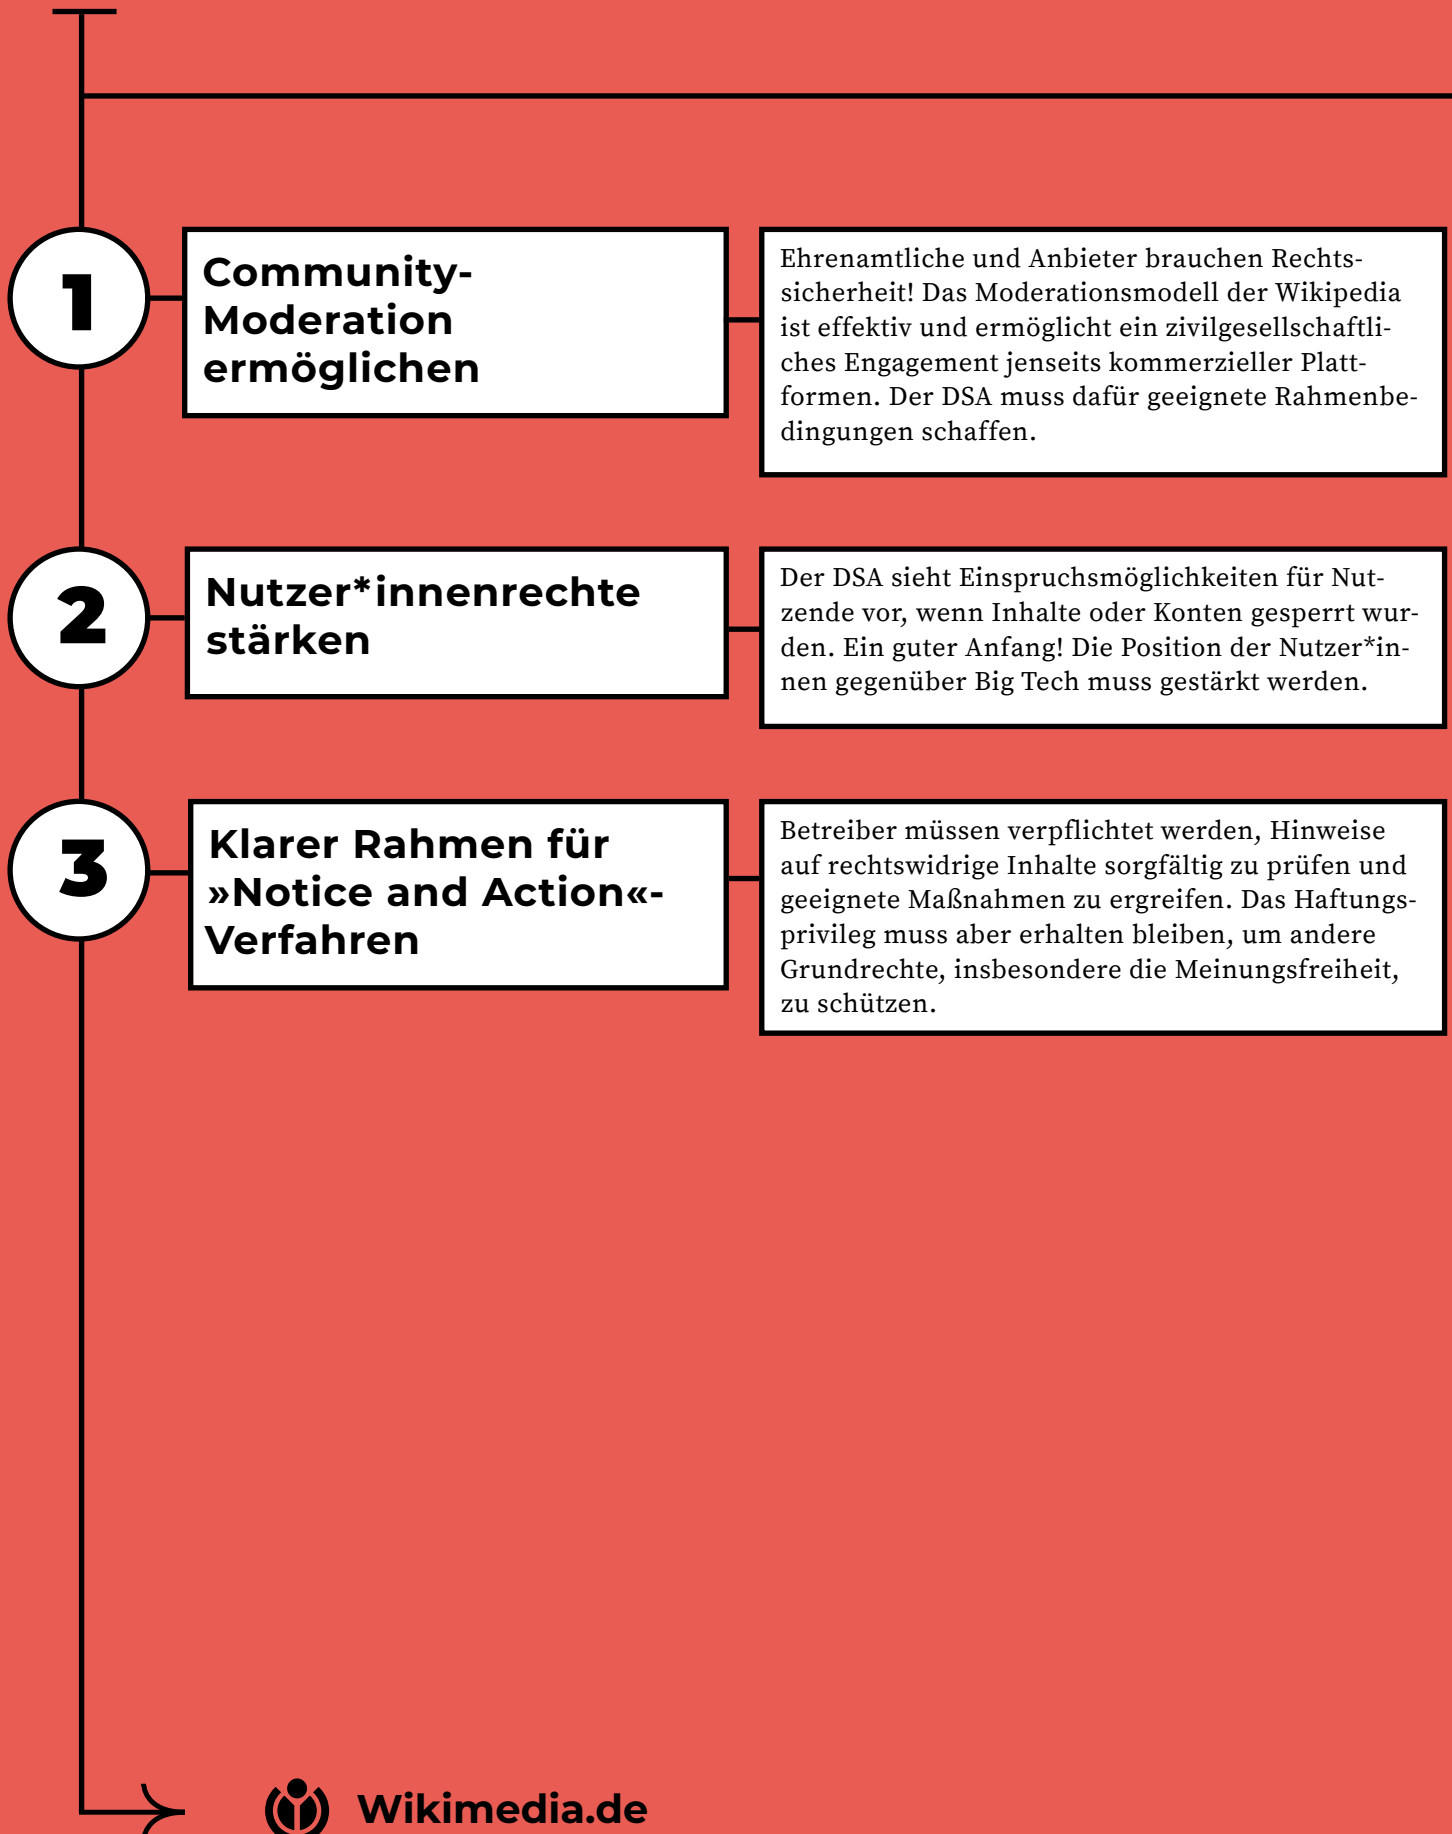 1
Community-
Moderation
ermöglichen
Ehrenamtliche und Anbieter brauchen Rechts-
sicherheit! Das Moderationsmodell der Wikipedia
ist effektiv und ermöglicht ein zivilgesellschaftli-
ches Engagement jenseits kommerzieller Platt-
formen. Der DSA muss dafür geeignete Rahmenbe-
dingungen schaffen.
2
Nutzer*innenrechte
stärken
Der DSA sieht Einspruchsmöglichkeiten für Nut-
zende vor, wenn Inhalte oder Konten gesperrt wur-
den. Ein guter Anfang! Die Position der Nutzer*in-
nen gegenüber Big Tech muss gestärkt werden.
3
Klarer Rahmen für
»Notice and Action«-
Verfahren
Betreiber müssen verpflichtet werden, Hinweise
auf rechtswidrige Inhalte sorgfältig zu prüfen und
geeignete Maßnahmen zu ergreifen. Das Haftungs-
privileg muss aber erhalten bleiben, um andere
Grundrechte, insbesondere die Meinungsfreiheit,
zu schützen.
Wikimedia.de